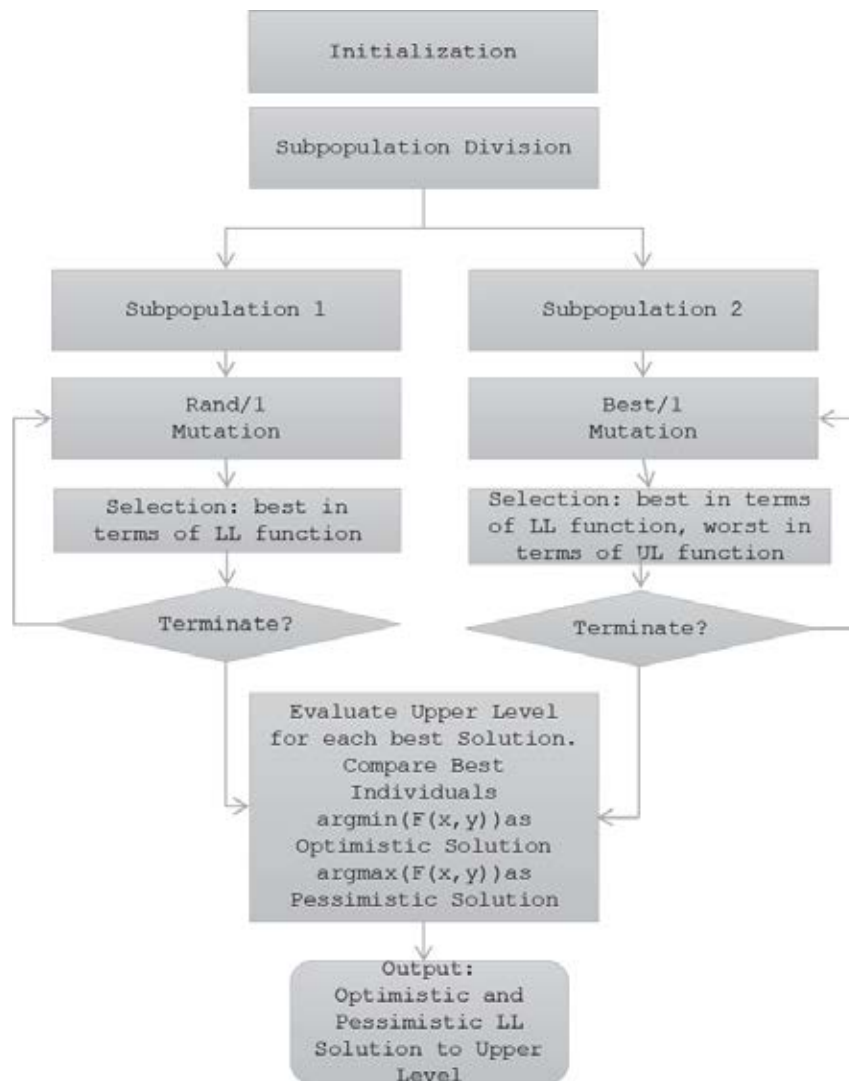 Initialization
Subpopulation Division
Subpopulation 1
Subpopulation 2
Rand/1
Mutation
Best/1
Mutation
Selection: best in
terms of LL function
Selection: best in terms
of LL function, worst in
terms of UL function
Terminate?
Terminate?
Evaluate Upper Level
for each best Solution.
Compare Best
Individuals
argmin(F(x,y))as
Optimistic Solution
argmax(F(x,y))as
Pessimistic Solution
Output:
Optimistic and
Pessimistic LL
Solution to Upper
Level